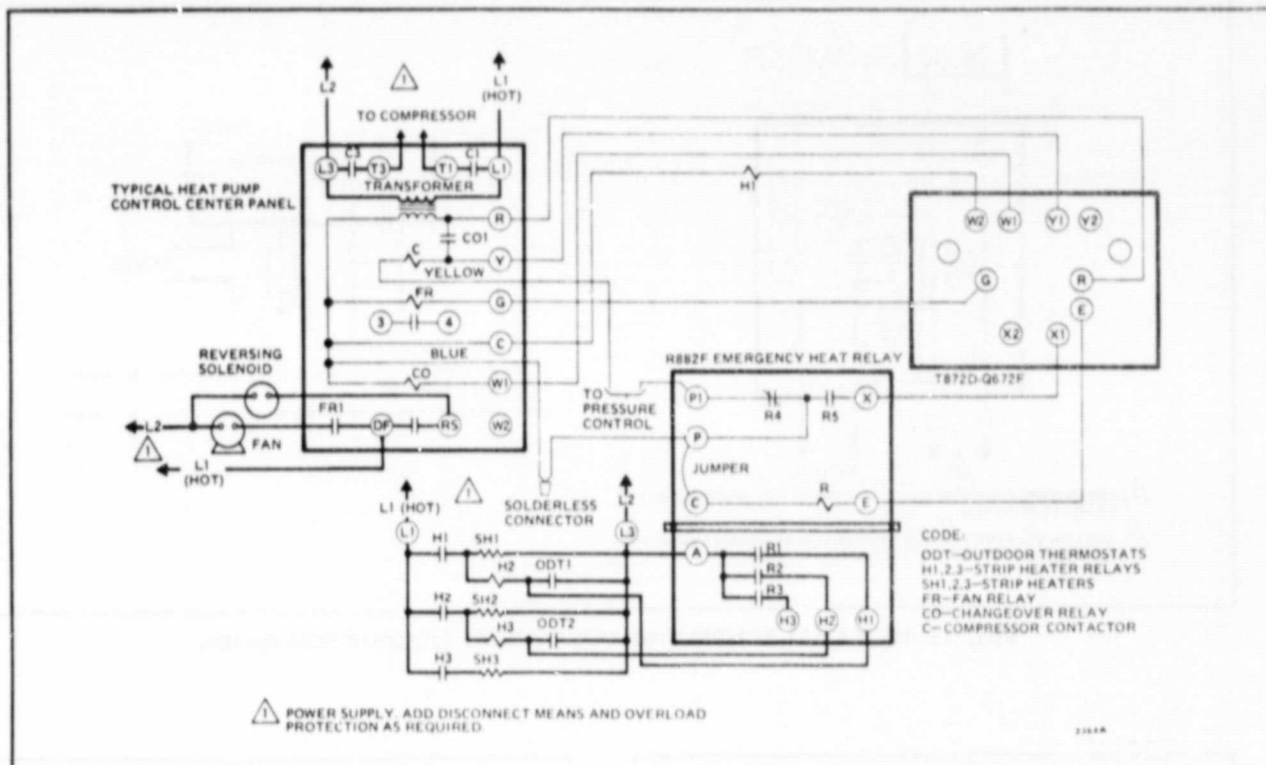 L2
1
L1
(HOT)
TO COMPRESSOR
L3
C3
T3
T1
C1
L1
TRANSFORMER
TYPICAL HEAT PUMP
CONTROL CENTER PANEL
R
CO1
C
YELLOW
Y
FR
G
3
4
C
BLUE
CO
W1
REVERSING
SOLENOID
FR1
DF
RS
W2
L2
1
FAN
L1
(HOT)
H1
W2
W1
Y1
Y2
G
R
E
X2
X1
T872D-Q672F
R882F EMERGENCY HEAT RELAY
TO
PRESSURE
CONTROL
P1
R4
R5
X
P
JUMPER
C
R
E
SOLDERLESS
CONNECTOR
L1 (HOT)
1
L2
L1
L3
H1
SH1
H2
ODT1
H2
SH2
H3
ODT2
H3
SH3
A
R1
R2
R3
H3
H2
H1
CODE:
ODT-OUTDOOR THERMOSTATS
H1,2,3-STRIP HEATER RELAYS
SH1,2,3-STRIP HEATERS
FR-FAN RELAY
CO-CHANGEOVER RELAY
C-COMPRESSOR CONTACTOR
1 POWER SUPPLY. ADD DISCONNECT MEANS AND OVERLOAD
PROTECTION AS REQUIRED.